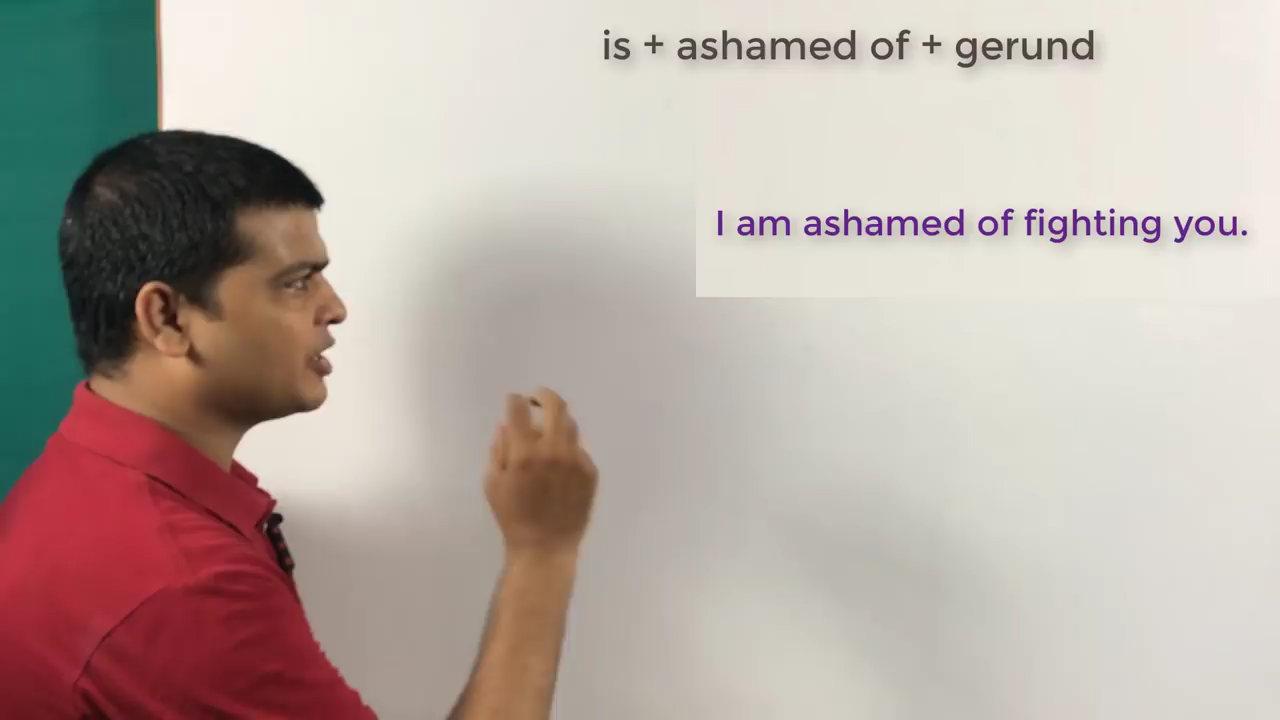 is + ashamed of + gerund
I am ashamed of fighting you.